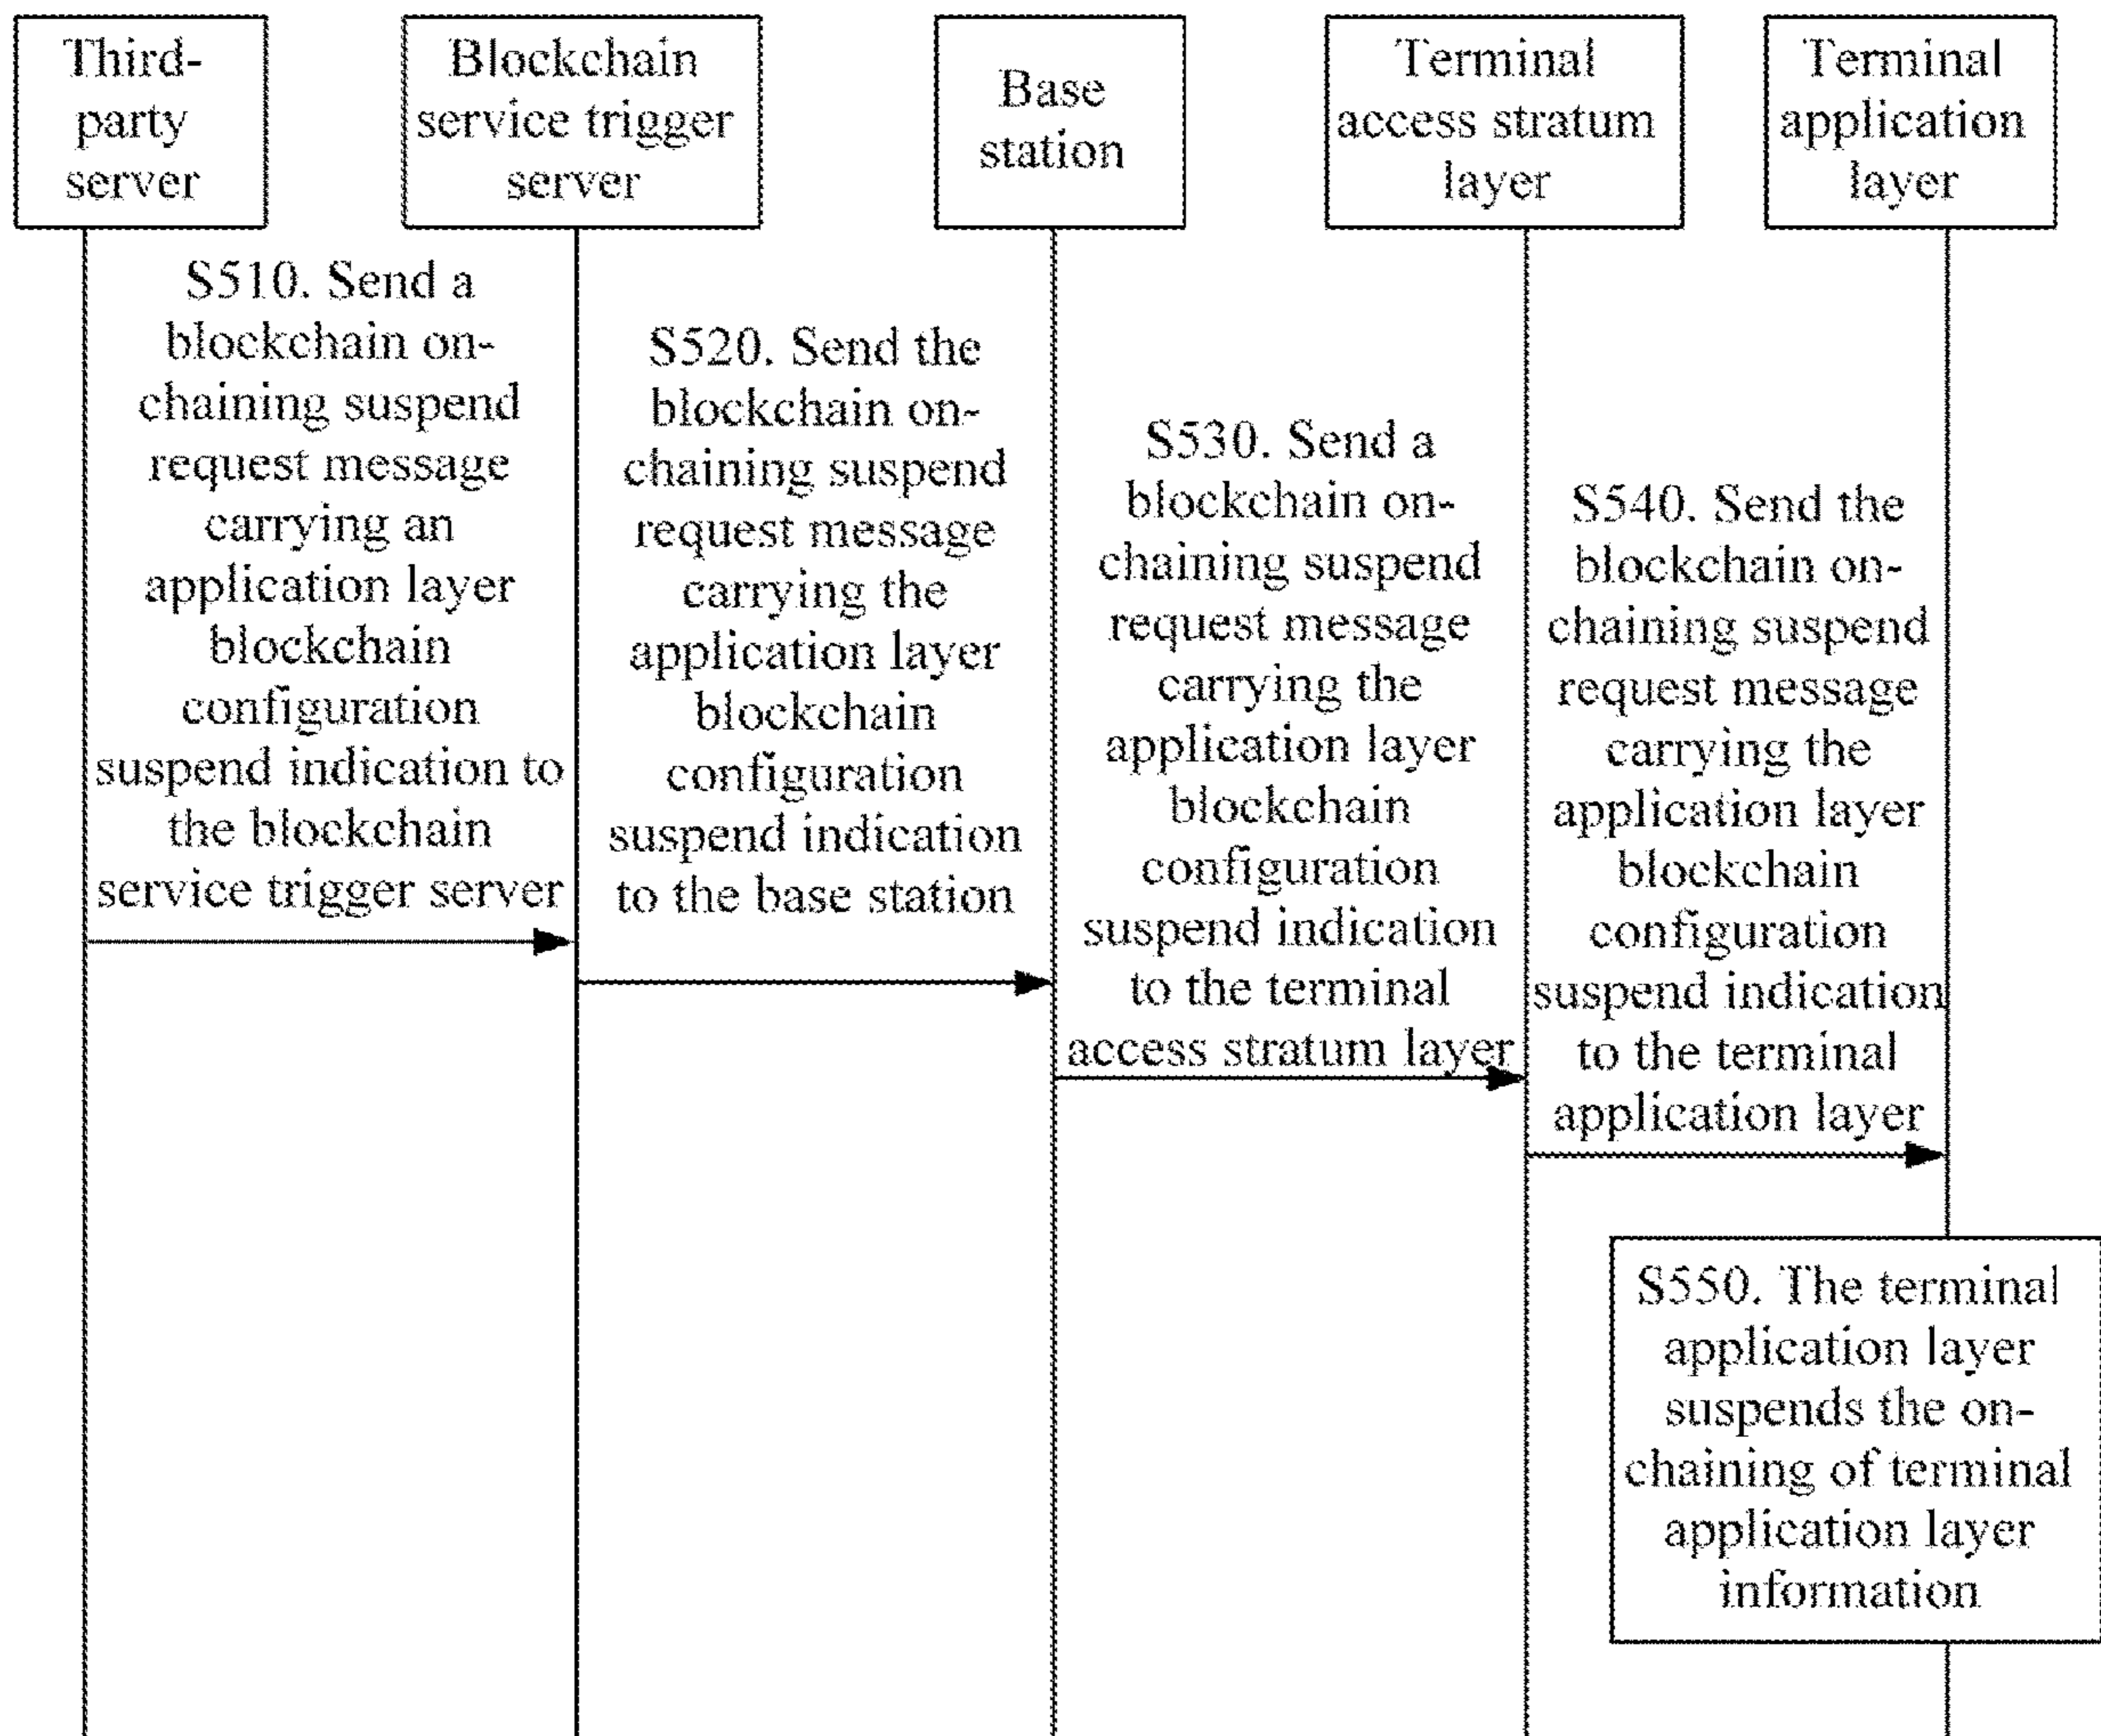 Third-
party
server
Blockchain
service trigger
server
Base
station
Terminal
access stratum
layer
Terminal
application
layer
S510. Send a
blockchain on-
chaining suspend
request message
carrying an
application layer
blockchain
configuration
suspend indication to
the blockchain
service trigger server
S520. Send the
blockchain on-
chaining suspend
request message
carrying the
application layer
blockchain
configuration
suspend indication
to the base station
S530. Send a
blockchain on-
chaining suspend
request message
carrying the
application layer
blockchain
configuration
suspend indication
to the terminal
access stratum layer
S540. Send the
blockchain on-
chaining suspend
request message
carrying the
application layer
blockchain
configuration
suspend indication
to the terminal
application layer
S550. The terminal
application layer
suspends the on-
chaining of terminal
application layer
information